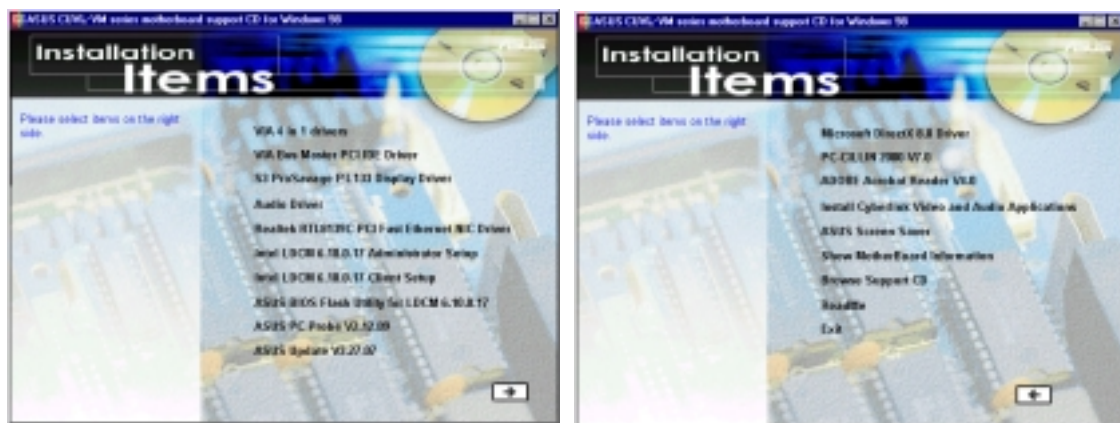 ASUS CUVL-VM series motherboard support CD for Windows 98
Installation
Items
Please select items on the right
side.
VIA 4 in 1 drivers
VIA Bus Master PCI IDE Driver
S3 ProSavage PL133 Display Driver
Audio Driver
Realtek RTL8139C PCI Fast Ethernet NIC Driver
Intel LDCM 6.10.0.17 Administrator Setup
Intel LDCM 6.10.0.17 Client Setup
ASUS BIOS Flash Utility for LDCM 6.10.0.17
ASUS PC Probe V2.12.09
ASUS Update V3.27.07
ASUS series motherboard support CD for Windows 98
Installation
Items
Please select items on the right
side.
Microsoft DirectX 8.0 Driver
PC-CILLIN 2000 V7.0
ADOBE Acrobat Reader V4.0
Install Cyberlink Video and Audio Applications
ASUS Screen Saver
Show MotherBoard Information
Browse Support CD
ReadMe
Exit